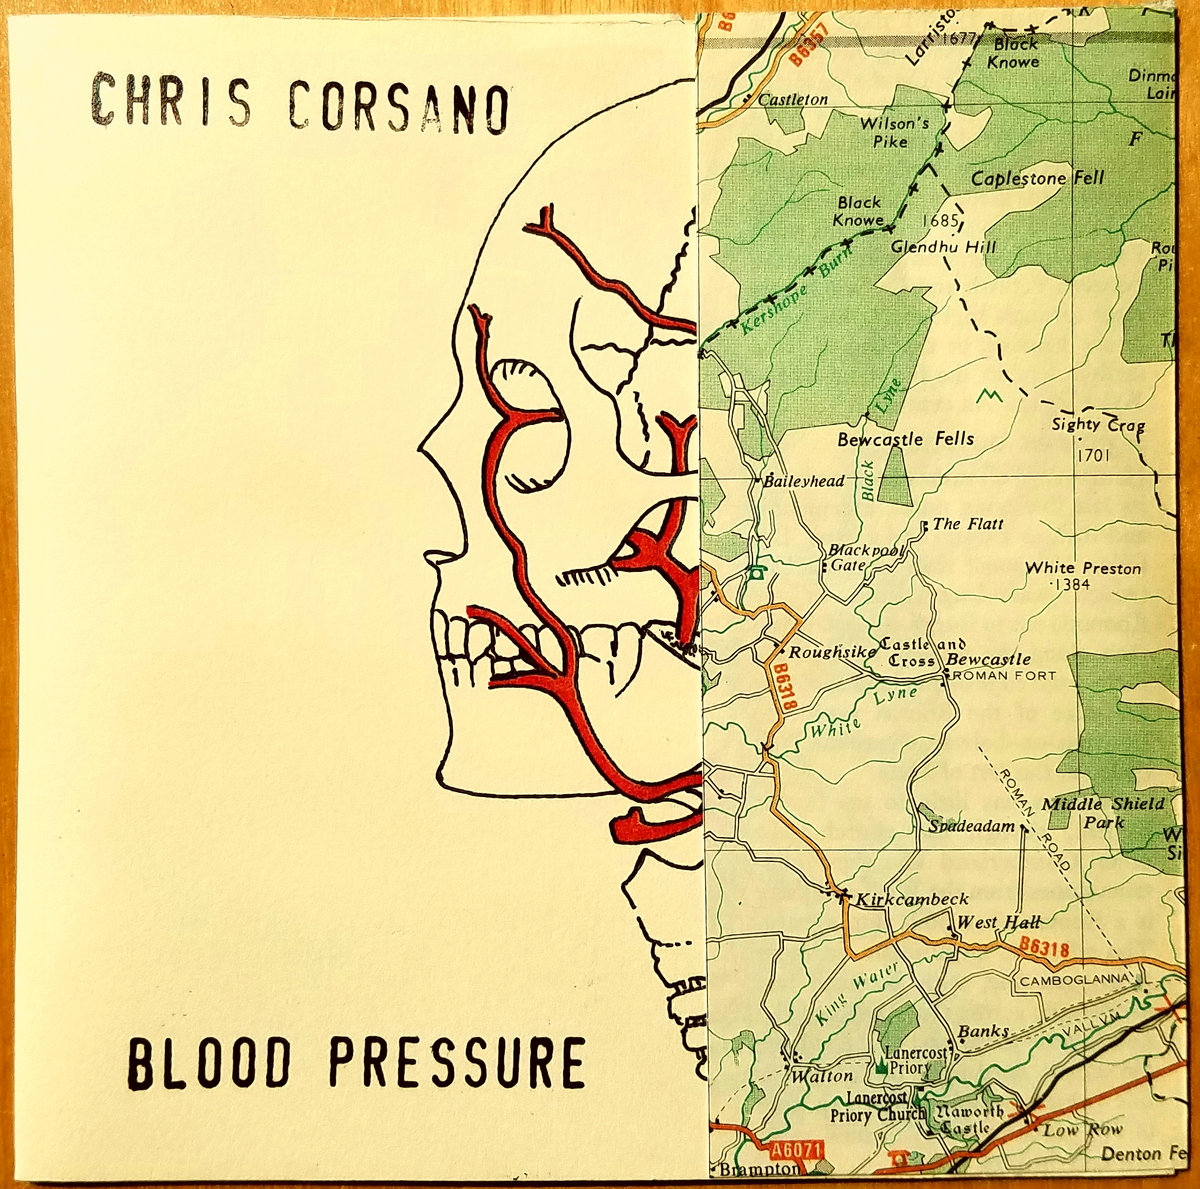 CHRIS CORSANO
BLOOD PRESSURE
B6357
Larristo
1677
Black
Knowe
Castleton
Dinm
Lair
Wilson's
Pike
F
Caplestone Fell
Black
Knowe
1685
Glendhu Hill
Kershope Burn
Black Lyne
Sighty Crag
1701
Bewcastle Fells
Baileyhead
The Flatt
Blackpool
Gate
White Preston
1384
Roughsike
Castle and
Cross
Bewcastle
ROMAN FORT
B6318
White Lyne
ROMAN ROAD
Middle Shield
Park
Spadeadam
Kirkcambeck
West Hall
B6318
CAMBOGLANNA
King Water
VALLVM
Banks
Lanercost
Priory
Walton
Lanercost
Priory Church
Naworth
Castle
Low Row
A6071
Brampton
Denton Fe